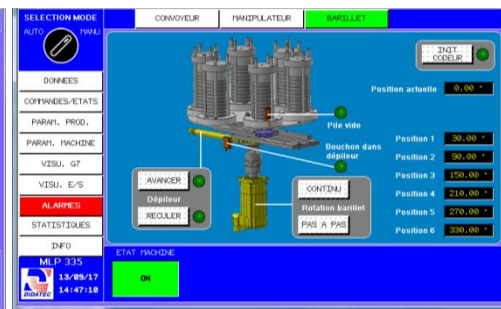 SELECTION MODE
AUTO
MANU
CONVOYEUR
MANIPULATEUR
BARILLET
DONNEES
COMMANDES/ETATS
PARAM. PROD.
PARAM. MACHINE
VISU. G7
VISU. E/S
ALARMES
STATISTIQUES
INFO
MLP 335
13/09/17
14:47:10
DIDATEC
INIT
CODEUR
Position actuelle
0.00 °
Pile vide
Bouchon dans
dépileur
Position 1
30.00 °
Position 2
90.00 °
Position 3
150.00 °
Position 4
210.00 °
Position 5
270.00 °
Position 6
330.00 °
AVANCER
Dépileur
RECULER
CONTINU
Rotation barillet
PAS A PAS
ETAT MACHINE
ON